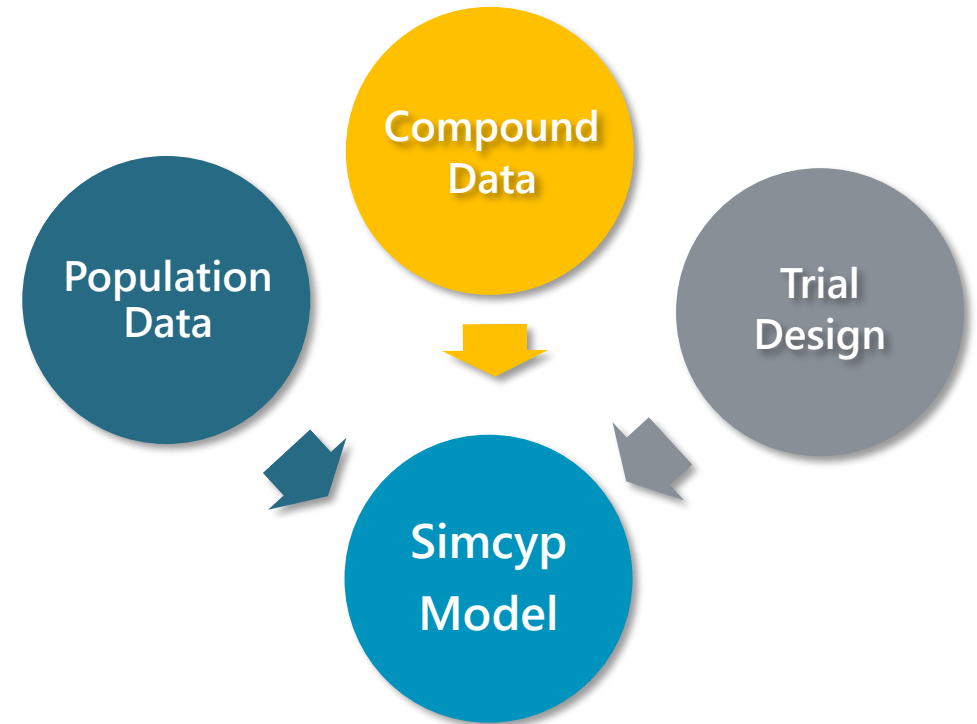 Compound
Data
Population
Data
Trial
Design
Simcyp
Model